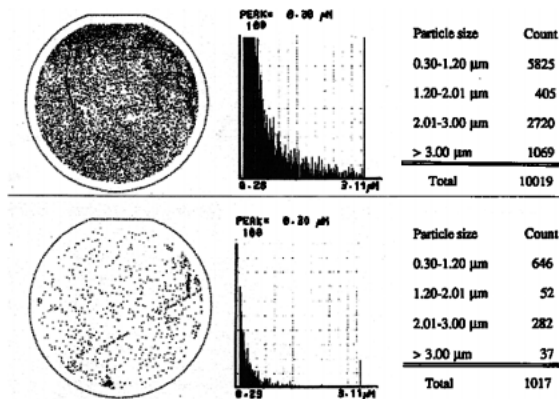 PEAK= 0.30 µM
100
0.28 3.11µM
Particle size Count
0.30-1.20 µm 5825
1.20-2.01 µm 405
2.01-3.00 µm 2720
> 3.00 µm 1069
Total 10019
PEAK= 0.30 µM
100
0.29 3.11µM
Particle size Count
0.30-1.20 µm 646
1.20-2.01 µm 52
2.01-3.00 µm 282
> 3.00 µm 37
Total 1017